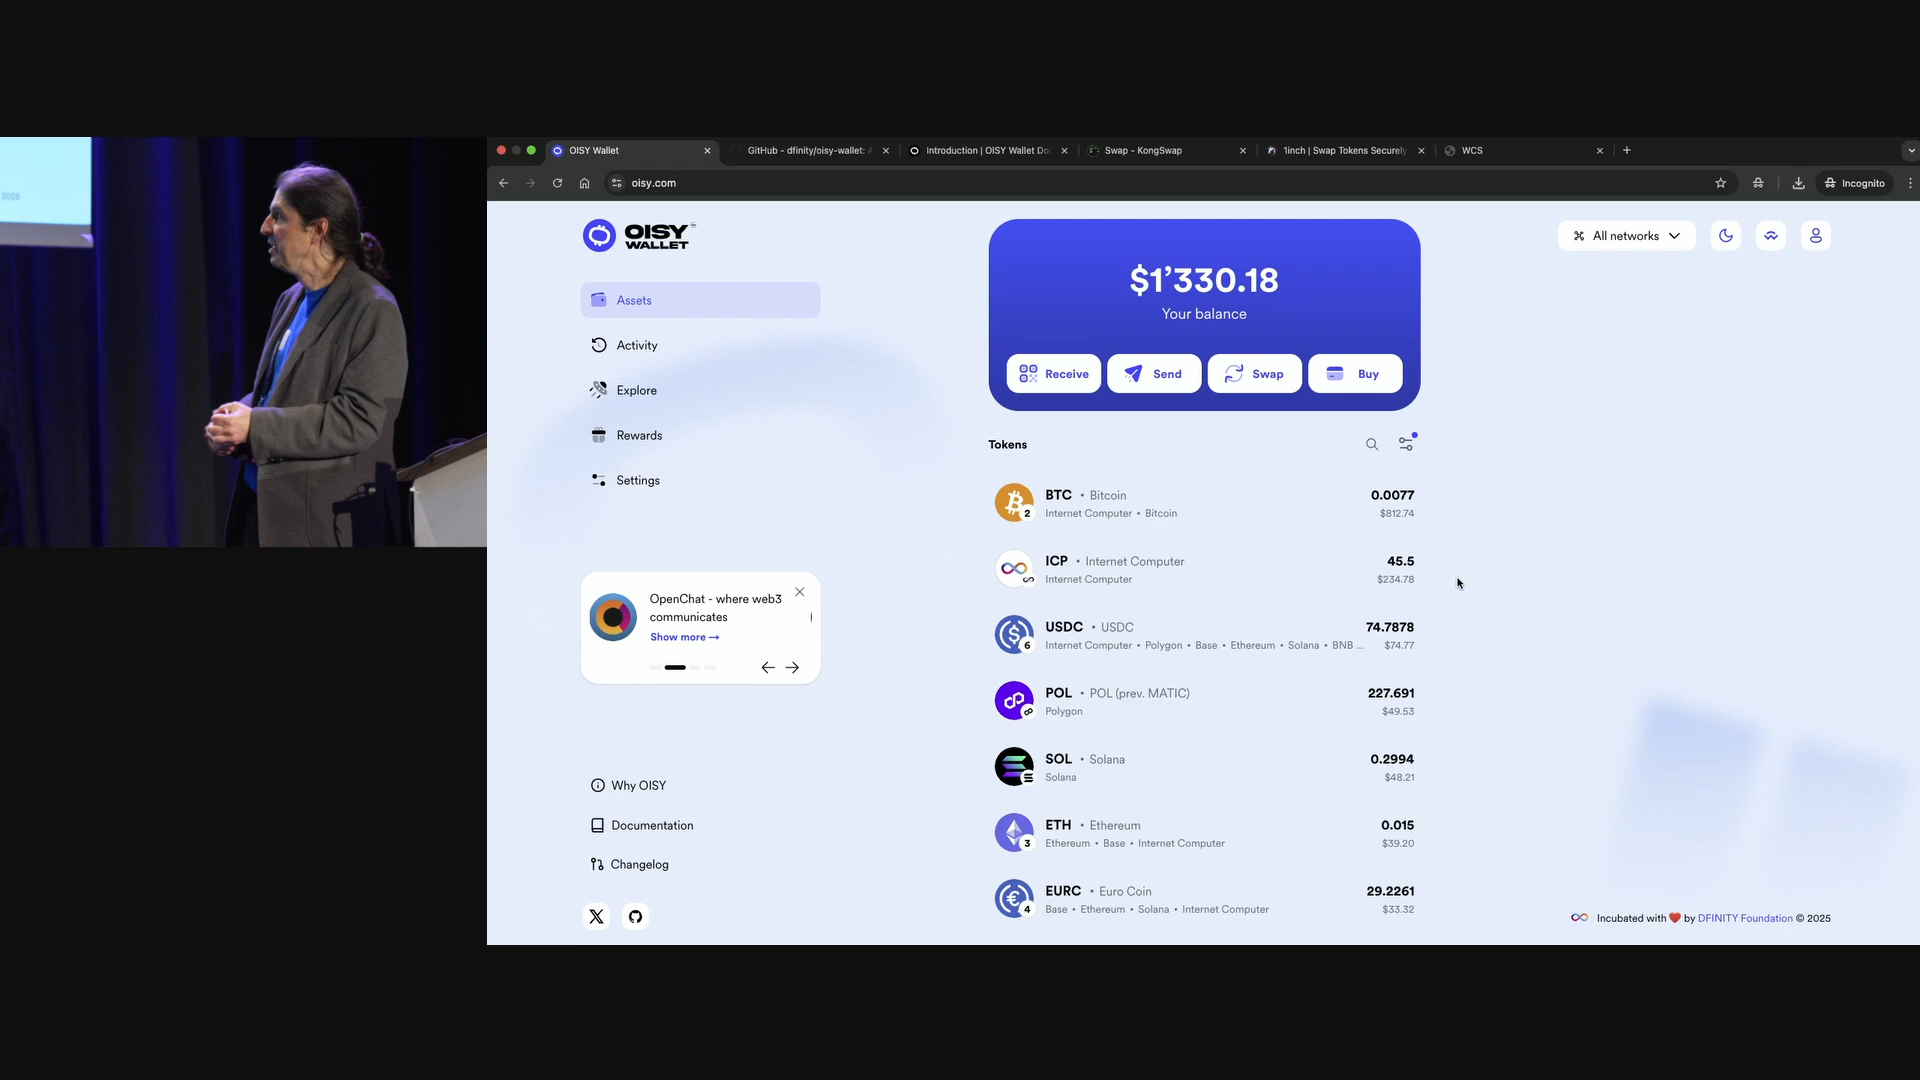 2025
OISY Wallet
GitHub - dfinity/oisy-wallet: A
Introduction | OISY Wallet Do
Swap - KongSwap
1inch | Swap Tokens Securely
WCS
oisy.com
Incognito
OISY
WALLET
All networks
Assets
Activity
Explore
Rewards
Settings
OpenChat - where web3
communicates
Show more →
Why OISY
Documentation
Changelog
$1’330.18
Your balance
Receive
Send
Swap
Buy
Tokens
BTC • Bitcoin 0.0077
2
Internet Computer • Bitcoin $812.74
ICP • Internet Computer 45.5
Internet Computer $234.78
USDC • USDC 74.7878
6
Internet Computer • Polygon • Base • Ethereum • Solana • BNB ... $74.77
POL • POL (prev. MATIC) 227.691
Polygon $49.53
SOL • Solana 0.2994
Solana $48.21
ETH • Ethereum 0.015
3
Ethereum • Base • Internet Computer $39.20
EURC • Euro Coin 29.2261
4
Base • Ethereum • Solana • Internet Computer $33.32
Incubated with ❤️ by DFINITY Foundation © 2025